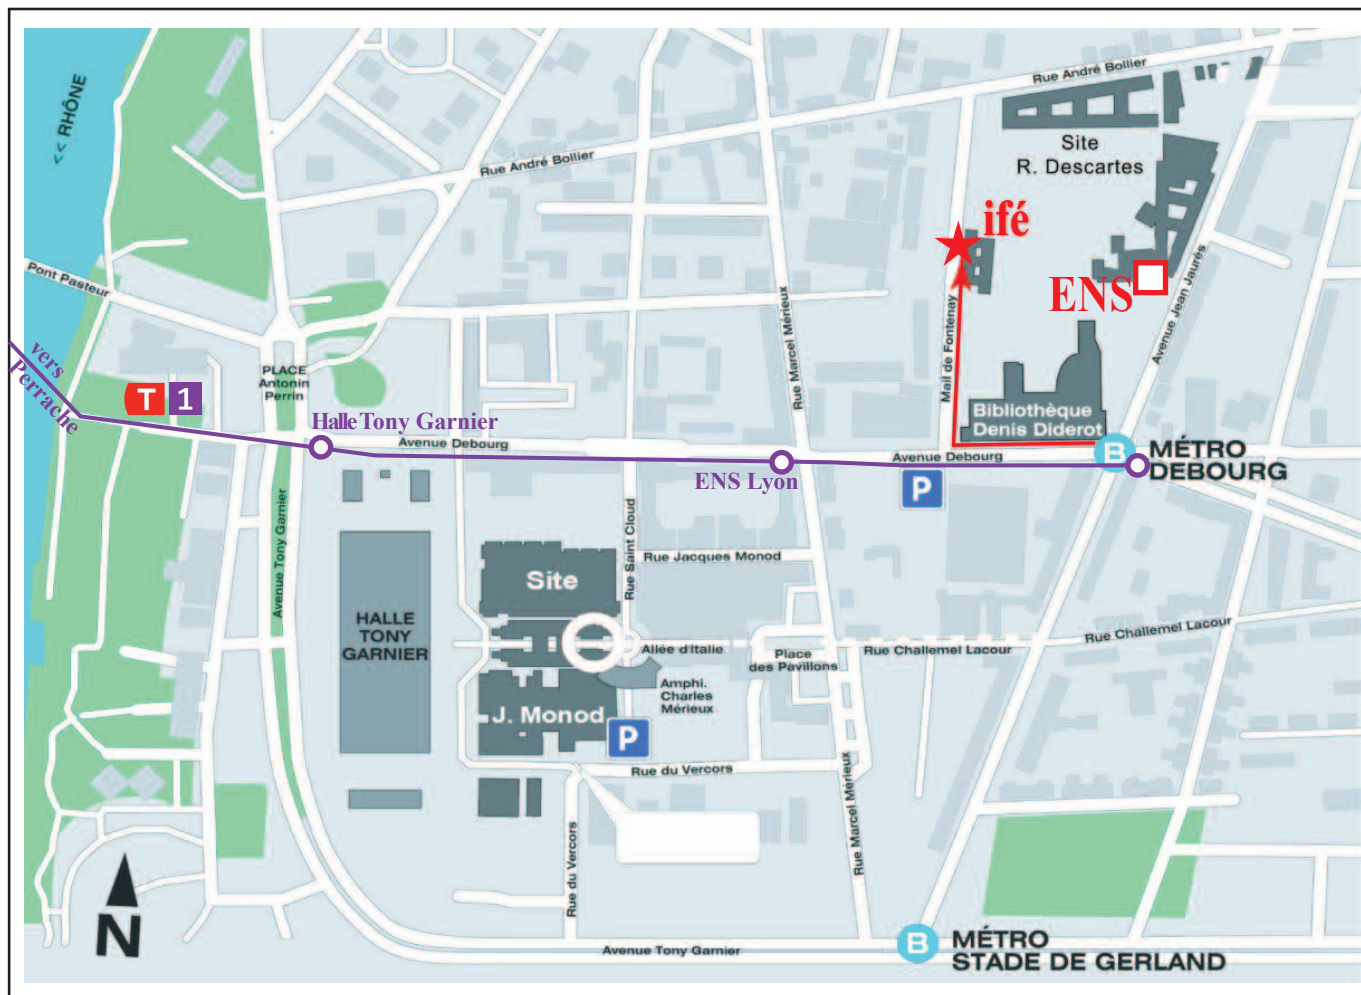 << RHÔNE
Rue André Bollier
Rue André Bollier
Site
R. Descartes
ifé
ENS
Pont Pasteur
Mail de Fontenay
Avenue Jean Jaurès
Rue Marcel Mérieux
vers
Perrache
T 1
PLACE
Antonin
Perrin
Halle Tony Garnier
Avenue Debourg
Bibliothèque
Denis Diderot
Avenue Debourg
B MÉTRO
DEBOURG
ENS Lyon
P
Avenue Tony Garnier
Rue Saint Cloud
Rue Jacques Monod
Site
HALLE
TONY
GARNIER
Allée d'Italie
Place
des Pavillons
Rue Challemel Lacour
Rue Challemel Lacour
Amphi.
Charles
Mérieux
J. Monod
P
Rue du Vercors
Rue Marcel Mérieux
Rue du Vercors
N
Avenue Tony Garnier
B MÉTRO
STADE DE GERLAND